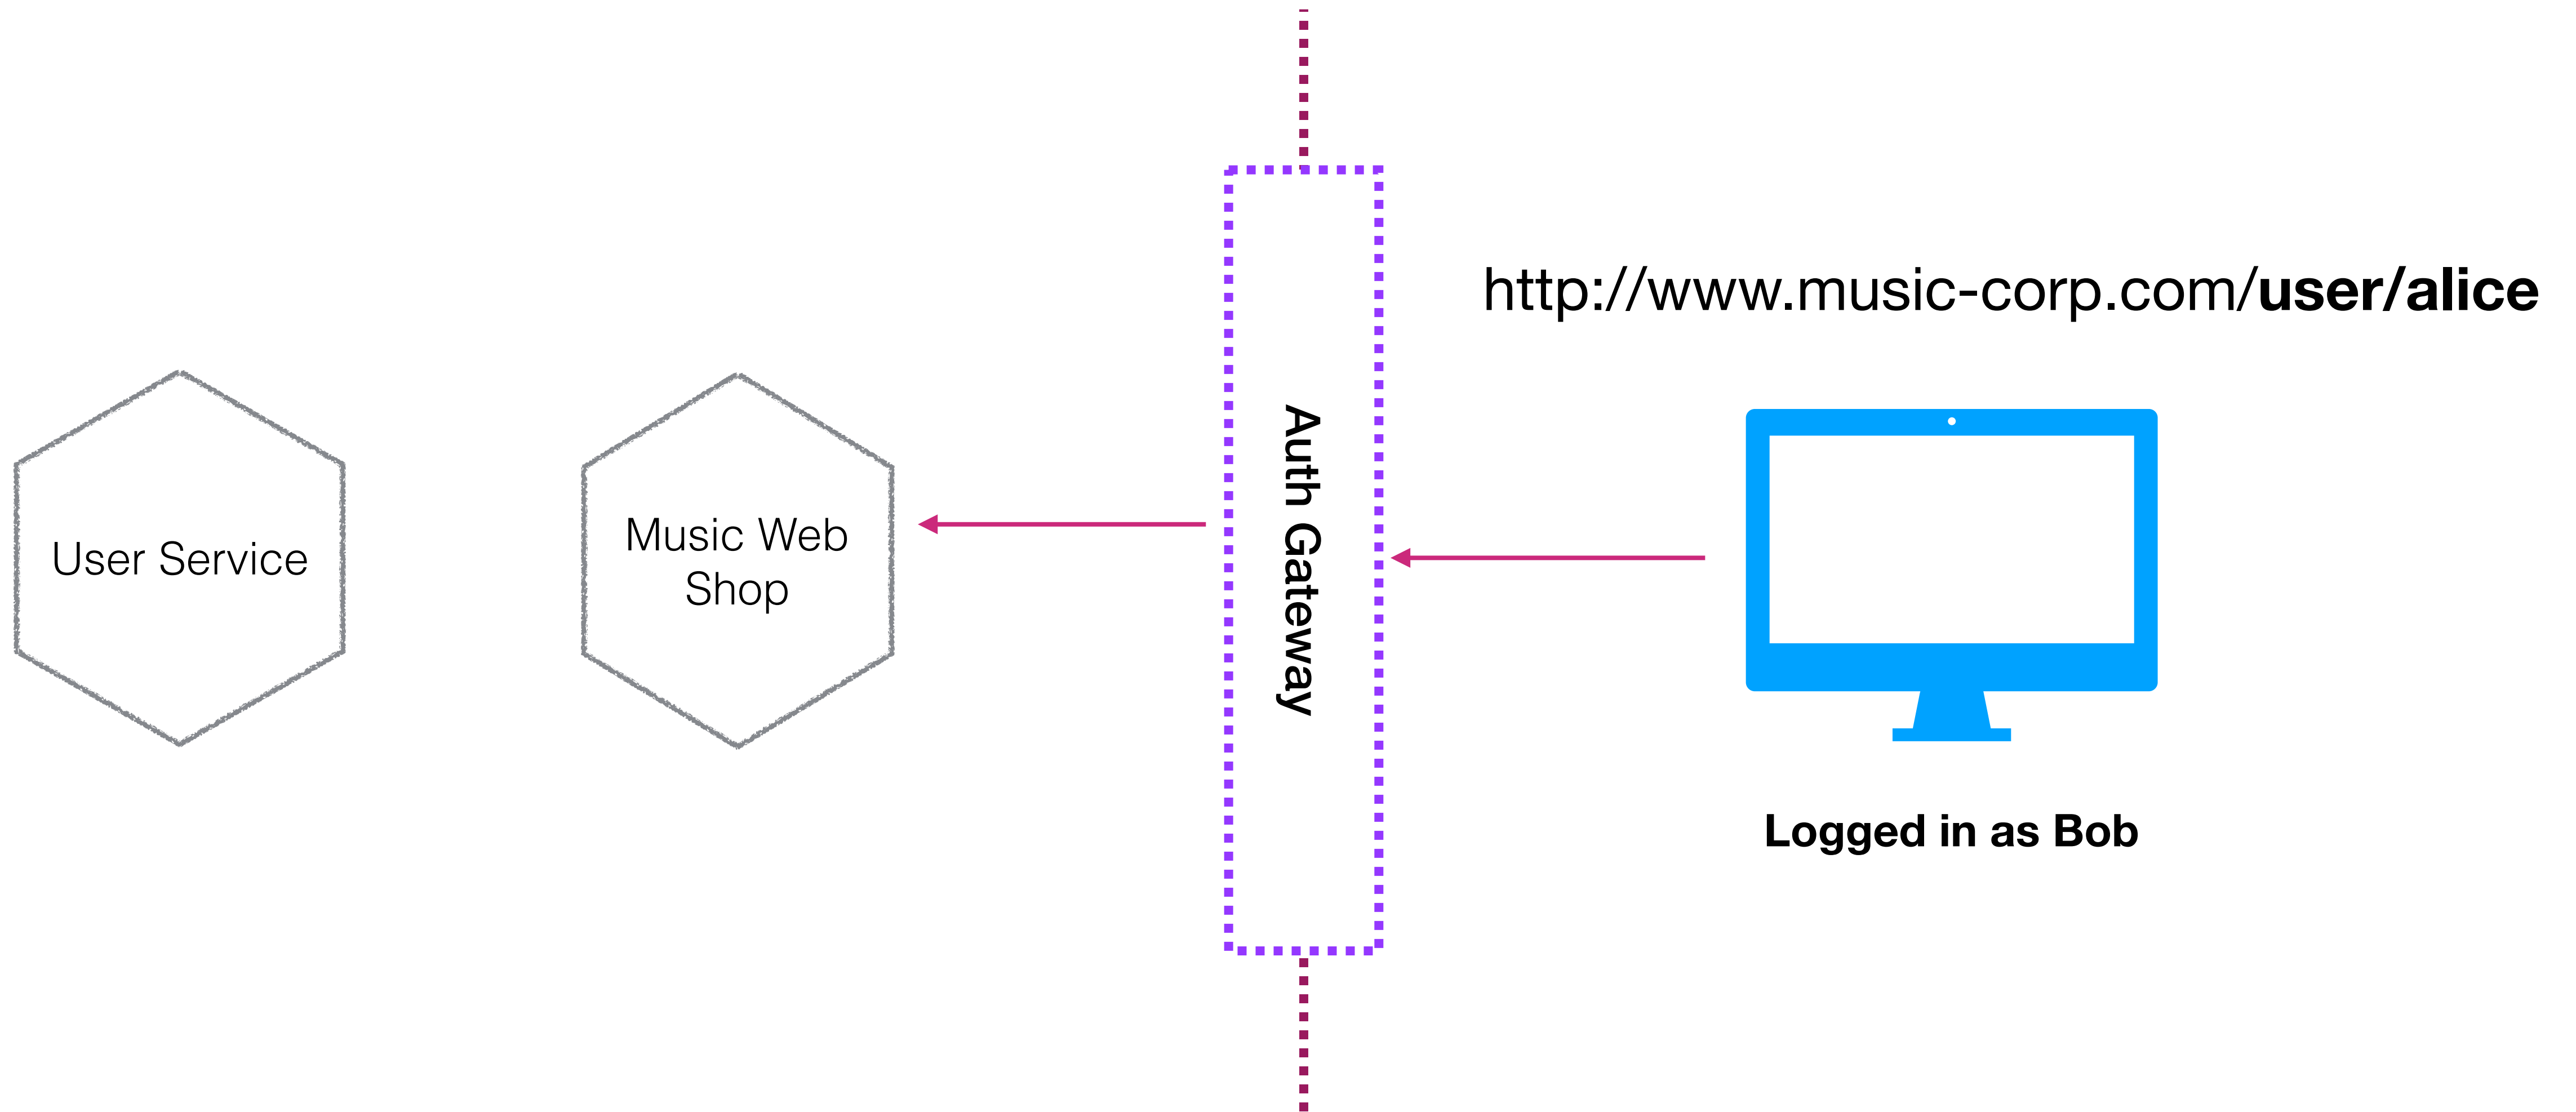 http://www.music-corp.com/user/alice
User Service
Music Web
Shop
Auth Gateway
Logged in as Bob